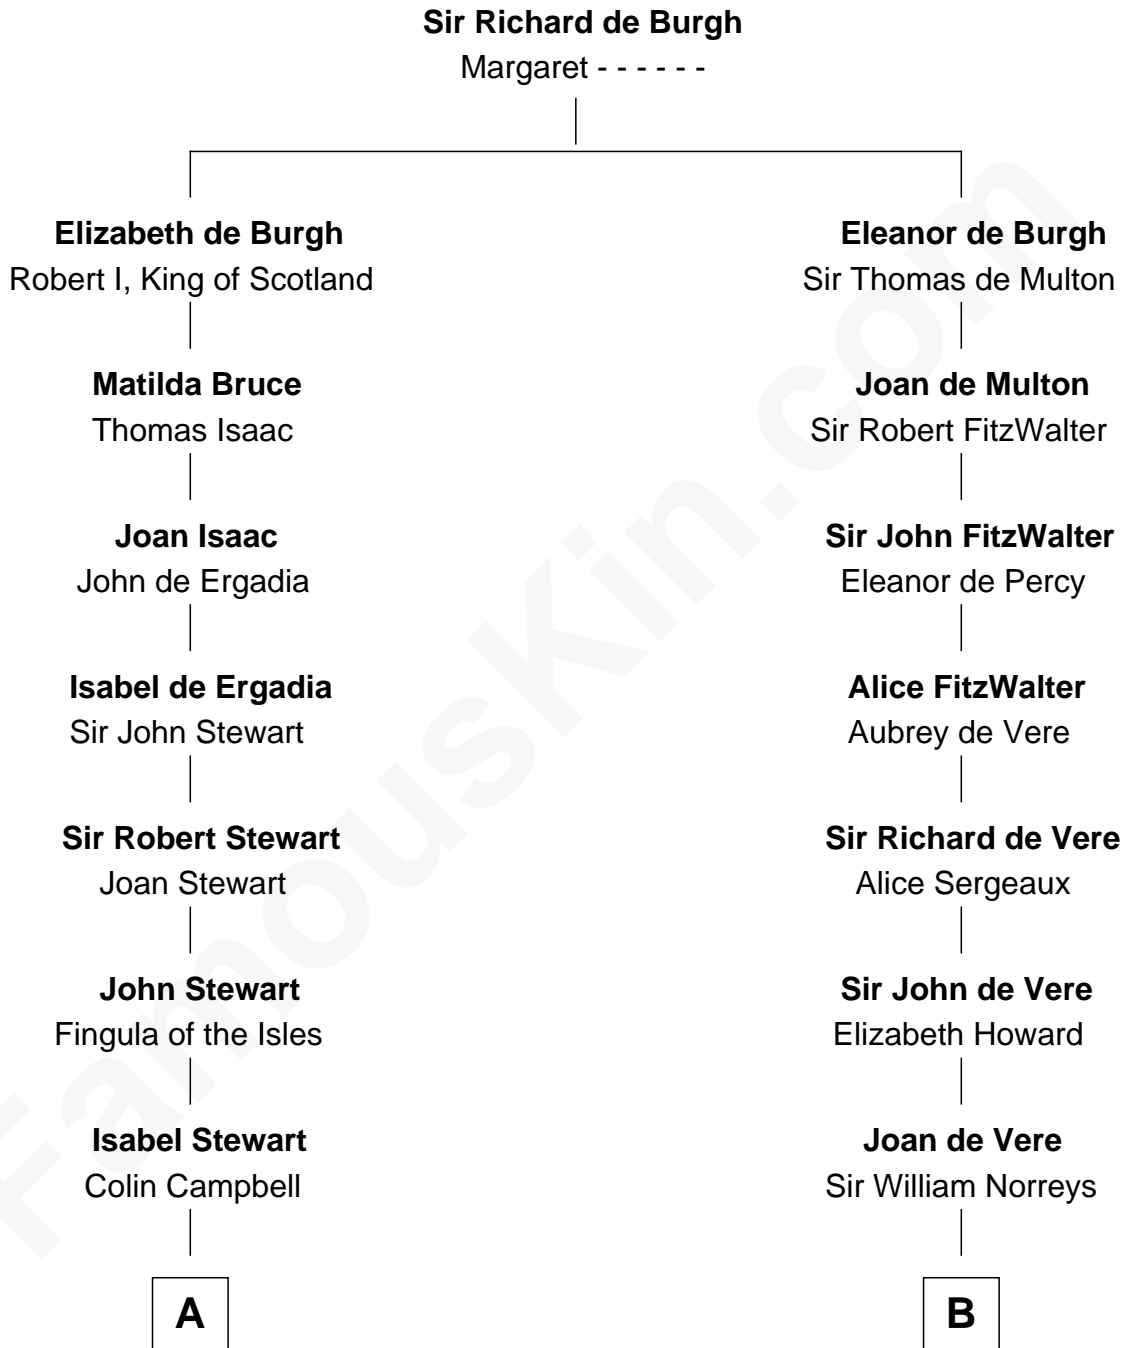 Sir Richard de Burgh
Margaret - - - - - -
Elizabeth de Burgh
Robert I, King of Scotland
Eleanor de Burgh
Sir Thomas de Multon
Matilda Bruce
Thomas Isaac
Joan de Multon
Sir Robert FitzWalter
Joan Isaac
John de Ergadia
Sir John FitzWalter
Eleanor de Percy
Isabel de Ergadia
Sir John Stewart
Alice FitzWalter
Aubrey de Vere
Sir Robert Stewart
Joan Stewart
Sir Richard de Vere
Alice Sergeaux
John Stewart
Fingula of the Isles
Sir John de Vere
Elizabeth Howard
Isabel Stewart
Colin Campbell
Joan de Vere
Sir William Norreys
A
B
FamousKin.com